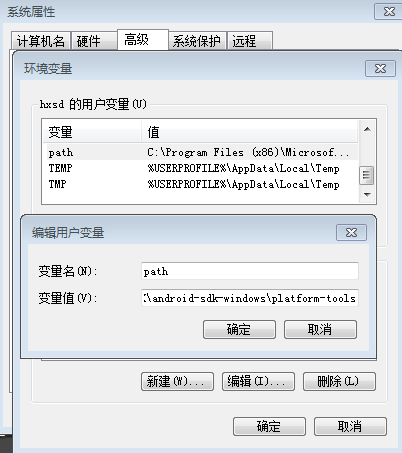 系统属性
计算机名 硬件 高级 系统保护 远程
环境变量
hxsd 的用户变量(U)
变量 值
path C:\Program Files (x86)\Microsof...
TEMP %USERPROFILE%\AppData\Local\Temp
TMP %USERPROFILE%\AppData\Local\Temp
编辑用户变量
变量名(N): path
变量值(V): :\android-sdk-windows\platform-tools
确定 取消
新建(W)... 编辑(I)... 删除(L)
确定 取消